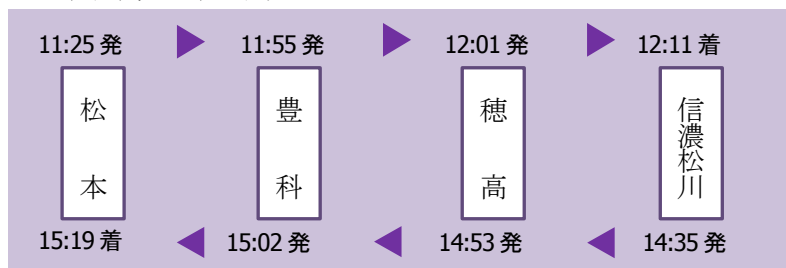 11:25 発 ▶ 11:55 発 ▶ 12:01 発 ▶ 12:11 着
松本 豊科 穂高 信濃松川
15:19 着 ◀ 15:02 発 ◀ 14:53 発 ◀ 14:35 発